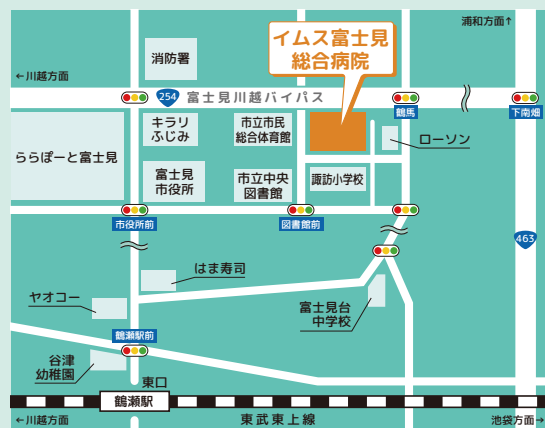 浦和方面↑
イムス富士見
総合病院
消防署
←川越方面
254
富士見川越バイパス
鶴馬
下南畑
キラリ
ふじみ
市立市民
総合体育館
ローソン
ららぽーと富士見
富士見
市役所
市立中央
図書館
諏訪小学校
市役所前
図書館前
463
はま寿司
ヤオコー
富士見台
中学校
鶴瀬駅前
谷津
幼稚園
東口
鶴瀬駅
←川越方面
東武東上線
池袋方面→